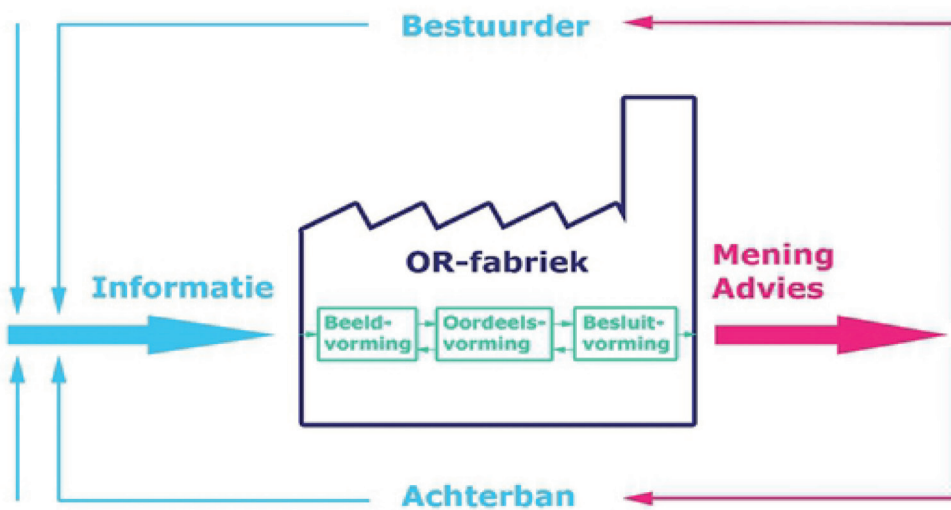 Bestuurder
OR-fabriek
Informatie
Mening
Advies
Beeld-
vorming
Oordeels-
vorming
Besluit-
vorming
Achterban